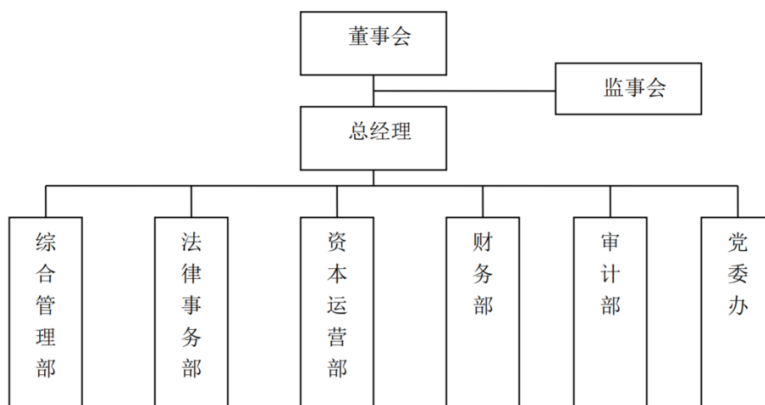 董事会
监事会
总经理
综合管理部
法律事务部
资本运营部
财务部
审计部
党委办